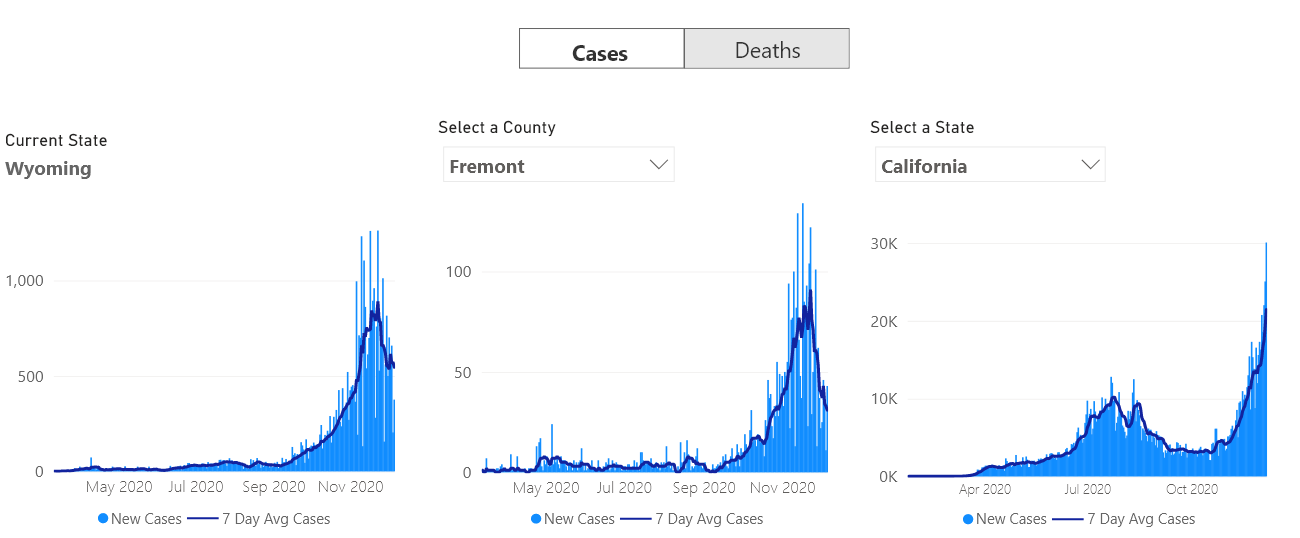 Cases
Deaths
Current State
Wyoming
1,000
500
0
May 2020 Jul 2020 Sep 2020 Nov 2020
New Cases 7 Day Avg Cases
Select a County
Fremont
100
50
0
May 2020 Jul 2020 Sep 2020 Nov 2020
New Cases 7 Day Avg Cases
Select a State
California
30K
20K
10K
0K
Apr 2020 Jul 2020 Oct 2020
New Cases 7 Day Avg Cases